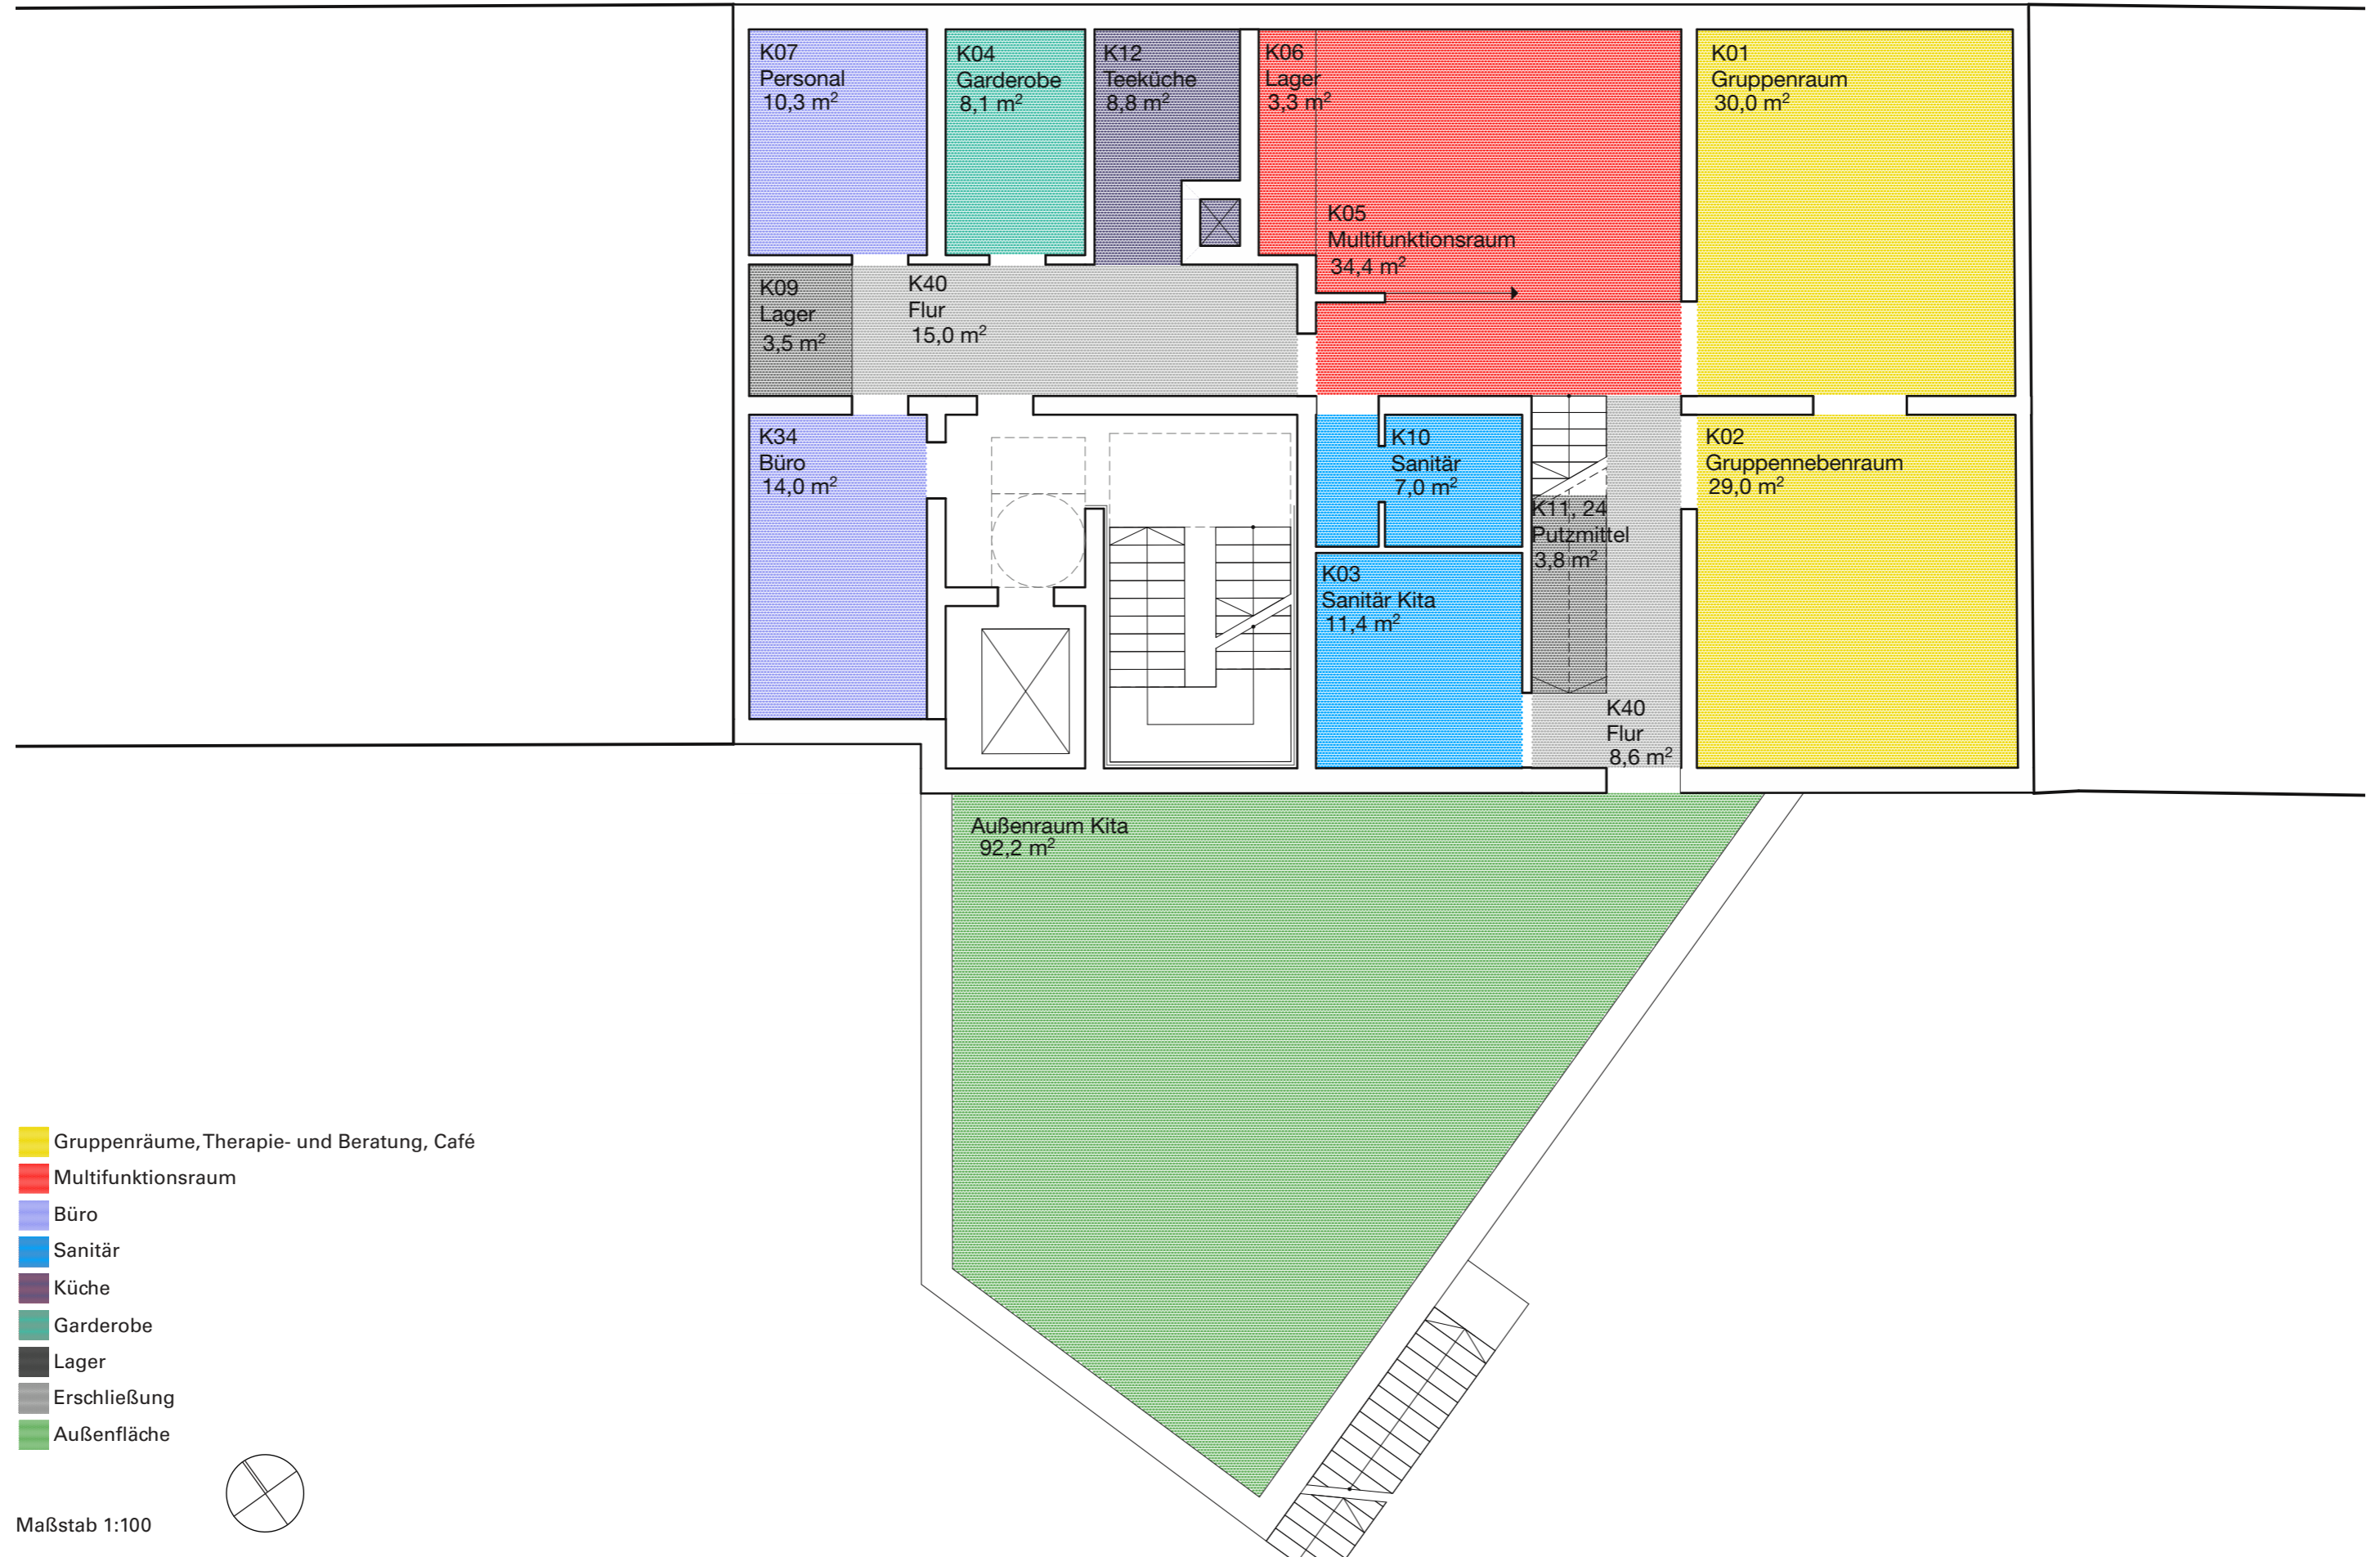 K07
Personal
10,3 m²
K04
Garderobe
8,1 m²
K12
Teeküche
8,8 m²
K06
Lager
3,3 m²
K01
Gruppenraum
30,0 m²
K05
Multifunktionsraum
34,4 m²
K09
Lager
3,5 m²
K40
Flur
15,0 m²
K34
Büro
14,0 m²
K10
Sanitär
7,0 m²
K02
Gruppennebenraum
29,0 m²
K11, 24
Putzmittel
3,8 m²
K03
Sanitär Kita
11,4 m²
K40
Flur
8,6 m²
Außenraum Kita
92,2 m²
Gruppenräume, Therapie- und Beratung, Café
Multifunktionsraum
Büro
Sanitär
Küche
Garderobe
Lager
Erschließung
Außenfläche
Maßstab 1:100